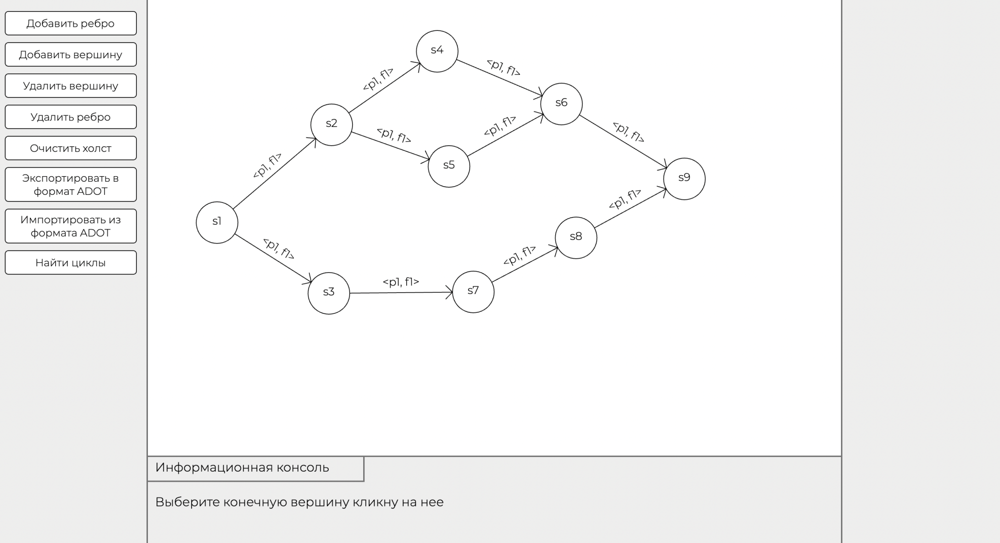 Добавить ребро
Добавить вершину
Удалить вершину
Удалить ребро
Очистить холст
Экспортировать в
формат ADOT
Импортировать из
формата ADOT
Найти циклы
s4
<p1, f1>
<p1, f1>
s6
s2
<p1, f1>
<p1, f1>
<p1, f1>
s5
<p1, f1>
s9
<p1, f1>
s1
s8
<p1, f1>
<p1, f1>
<p1, f1>
s3
s7
Информационная консоль
Выберите конечную вершину кликну на нее